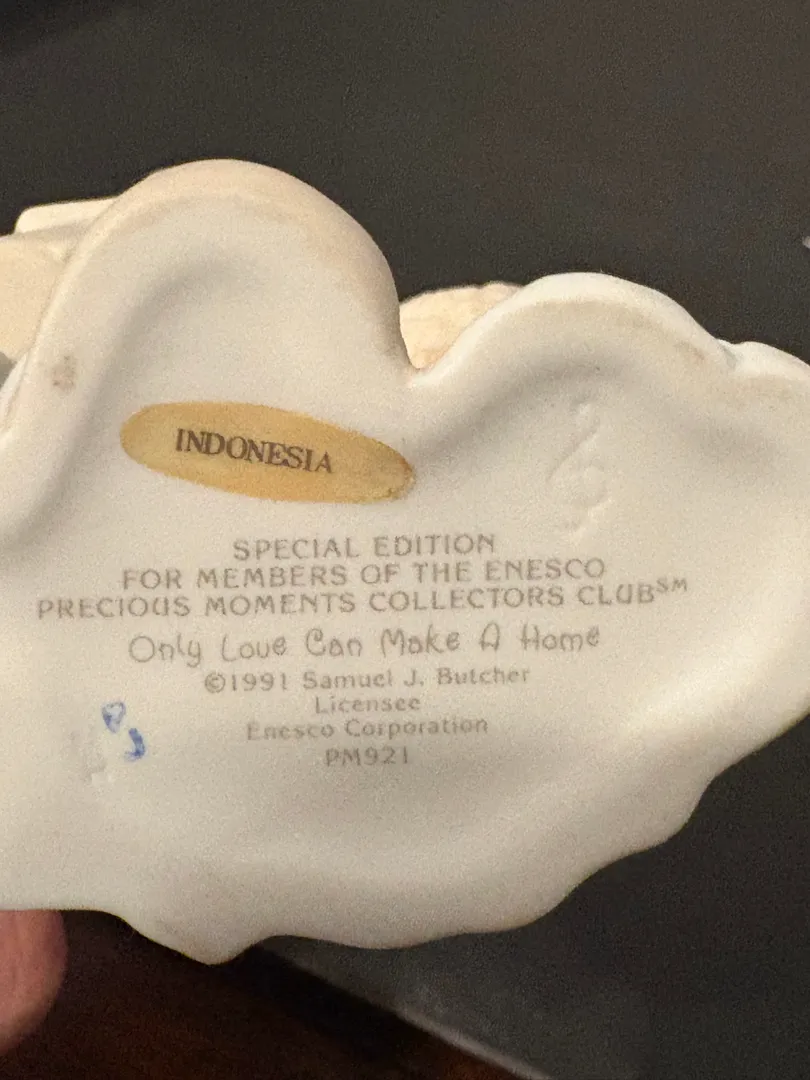 INDONESIA
SPECIAL EDITION
FOR MEMBERS OF THE ENESCO
PRECIOUS MOMENTS COLLECTORS CLUB℠
Only Love Can Make A Home
©1991 Samuel J. Butcher
Licensee
Enesco Corporation
PM921